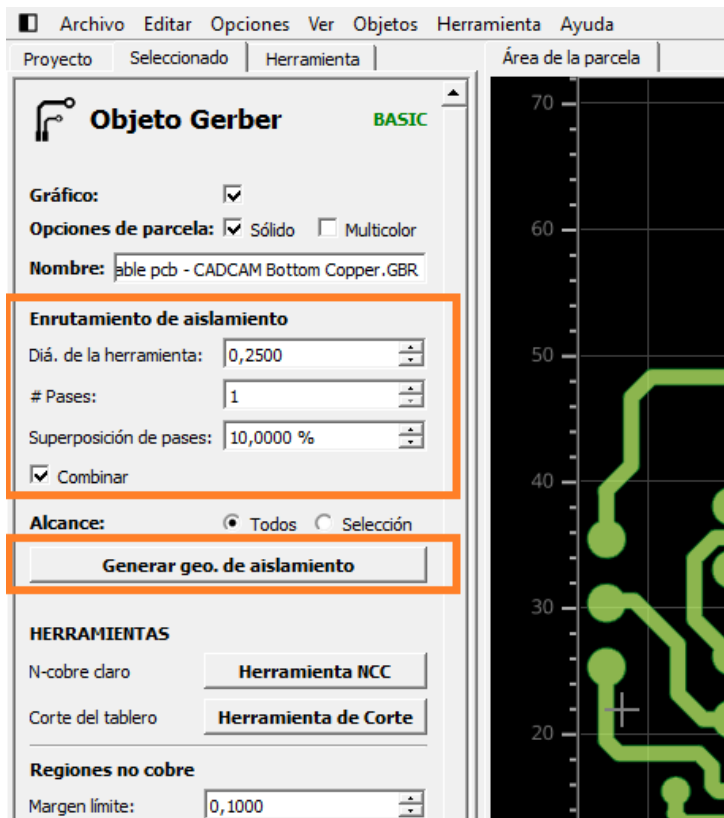 Archivo Editar Opciones Ver Objetos Herramienta Ayuda
Proyecto Seleccionado Herramienta Área de la parcela
Objeto Gerber BASIC
Gráfico:
Opciones de parcela: Sólido Multicolor
Nombre: able pcb - CADCAM Bottom Copper.GBR
Enrutamiento de aislamiento
Diá. de la herramienta: 0,2500
# Pases: 1
Superposición de pases: 10,0000 %
Combinar
Alcance: Todos Selección
Generar geo. de aislamiento
HERRAMIENTAS
N-cobre claro Herramienta NCC
Corte del tablero Herramienta de Corte
Regiones no cobre
Margen límite: 0,1000
70
60
50
40
30
20